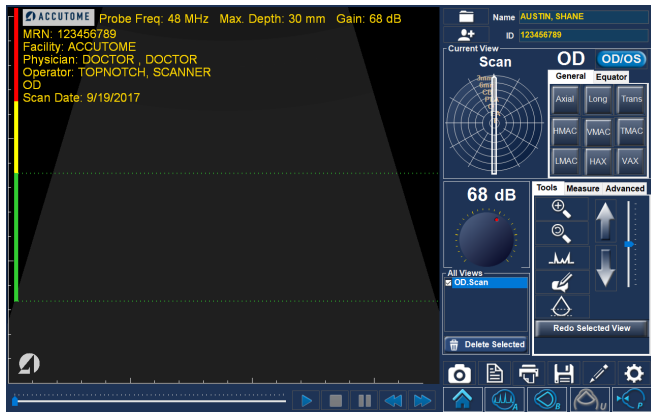 ACCUTOME Probe Freq: 48 MHz Max. Depth: 30 mm Gain: 68 dB
MRN: 123456789
Facility: ACCUTOME
Physician: DOCTOR , DOCTOR
Operator: TOPNOTCH, SCANNER
OD
Scan Date: 9/19/2017
Name AUSTIN, SHANE
ID 123456789
Current View
Scan
OD OD/OS
3mm
6mm
General Equator
Axial Long Trans
HMAC VMAC TMAC
LMAC HAX VAX
68 dB
Tools Measure Advanced
All Views
OD.Scan
Delete Selected
Redo Selected View
A B U P